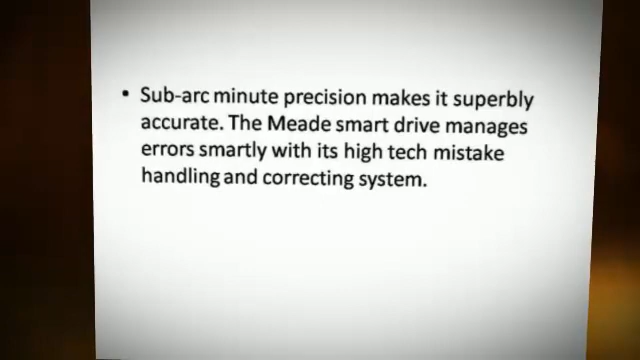 • Sub-arc minute precision makes it superbly
accurate. The Meade smart drive manages
errors smartly with its high tech mistake
handling and correcting system.